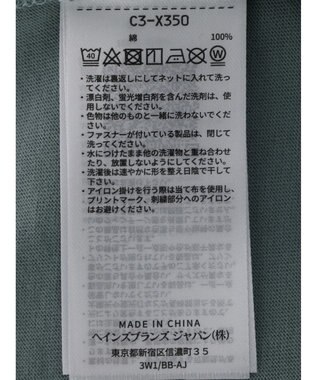 C3-X350
綿 100%
40
W
・洗濯は裏返しにしてネットに入れて洗っ
てください。
・漂白剤、蛍光増白剤を含んだ洗剤は、使
用しないでください。
・色物は他のものと一緒に洗わないでくだ
さい。
・ファスナーが付いている製品は、閉じて
洗ってください。
・水につけたまま他の洗濯物と重ね合わせ
たり、放置しないようにしてください。
・洗濯後は速やかに形を整え日陰で干して
下さい。
・アイロン掛けを行う際は当て布を使用し、
プリントマーク、刺繍部分へのアイロン
はお避けください。
MADE IN CHINA
ヘインズブランズ ジャパン(株)
東京都新宿区信濃町35
3W1/BB-AJ